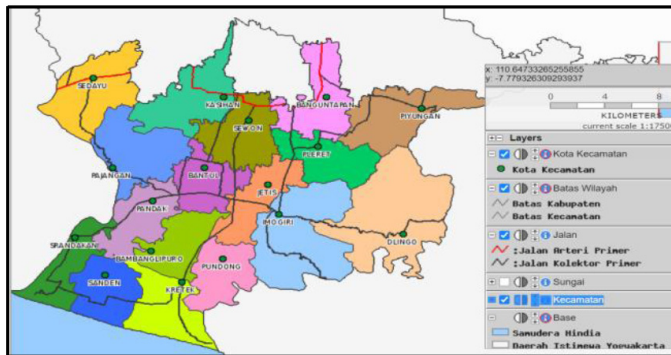 SEDAYU
KASIHAN
BANGUNTAPAN
PIYUNGAN
SEWON
PLERET
PAJANGAN
BANTUL
JETIS
PANDAK
IMOGIRI
SRANDAKAN
DLINGO
BAMBANGLIPURO
PUNDONG
SANDEN
KRETEK
x: 110.64733265255855
y: -7.779326309293937
0 4 8
KILOMETERS
current scale 1:1750
Layers
Kota Kecamatan
Kota Kecamatan
Batas Wilayah
Batas Kabupaten
Batas Kecamatan
Jalan
:Jalan Arteri Primer
:Jalan Kolektor Primer
Sungai
Kecamatan
Base
Samudera Hindia
Daerah Istimewa Yogyakarta